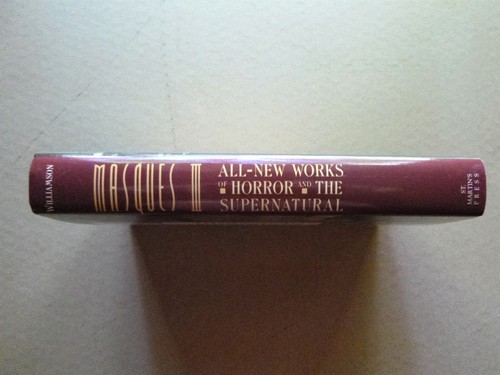 WILLIAMSON
MASQUES III
ALL-NEW WORKS
OF HORROR AND THE
SUPERNATURAL
ST.
MARTIN'S
PRESS